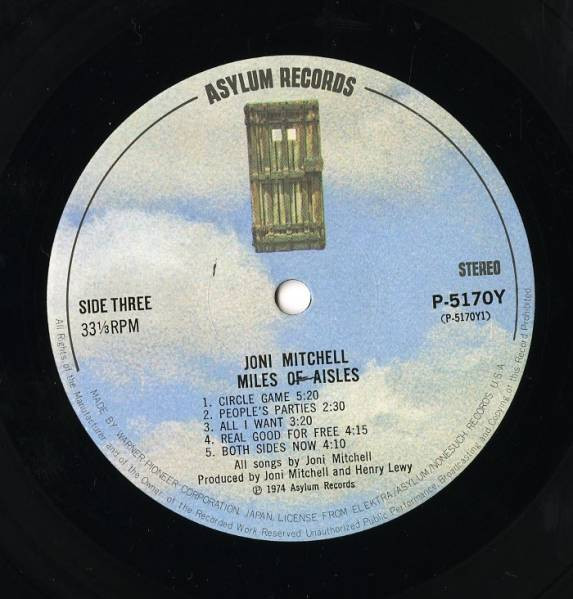 ASYLUM RECORDS
STEREO
SIDE THREE
33⅓RPM
P-5170Y
(P-5170Y1)
JONI MITCHELL
MILES OF AISLES
1. CIRCLE GAME 5:20
2. PEOPLE'S PARTIES 2:30
3. ALL I WANT 3:20
4. REAL GOOD FOR FREE 4:15
5. BOTH SIDES NOW 4:10
All songs by Joni Mitchell
Produced by Joni Mitchell and Henry Lewy
℗ 1974 Asylum Records
MADE BY WARNER-PIONEER CORPORATION, JAPAN, LICENSE FROM ELEKTRA/ASYLUM/NONESUCH RECORDS, U.S.A.
All Rights of the Manufacturer and of the Owner of the Recorded Work Reserved Unauthorized Public Performance, Broadcasting and Copying of this Record Prohibited.